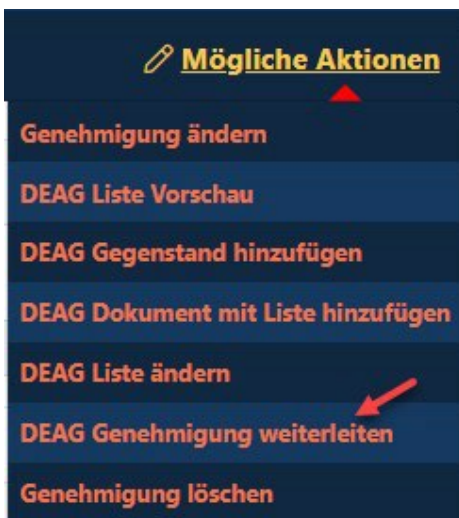 Mögliche Aktionen
Genehmigung ändern
DEAG Liste Vorschau
DEAG Gegenstand hinzufügen
DEAG Dokument mit Liste hinzufügen
DEAG Liste ändern
DEAG Genehmigung weiterleiten
Genehmigung löschen